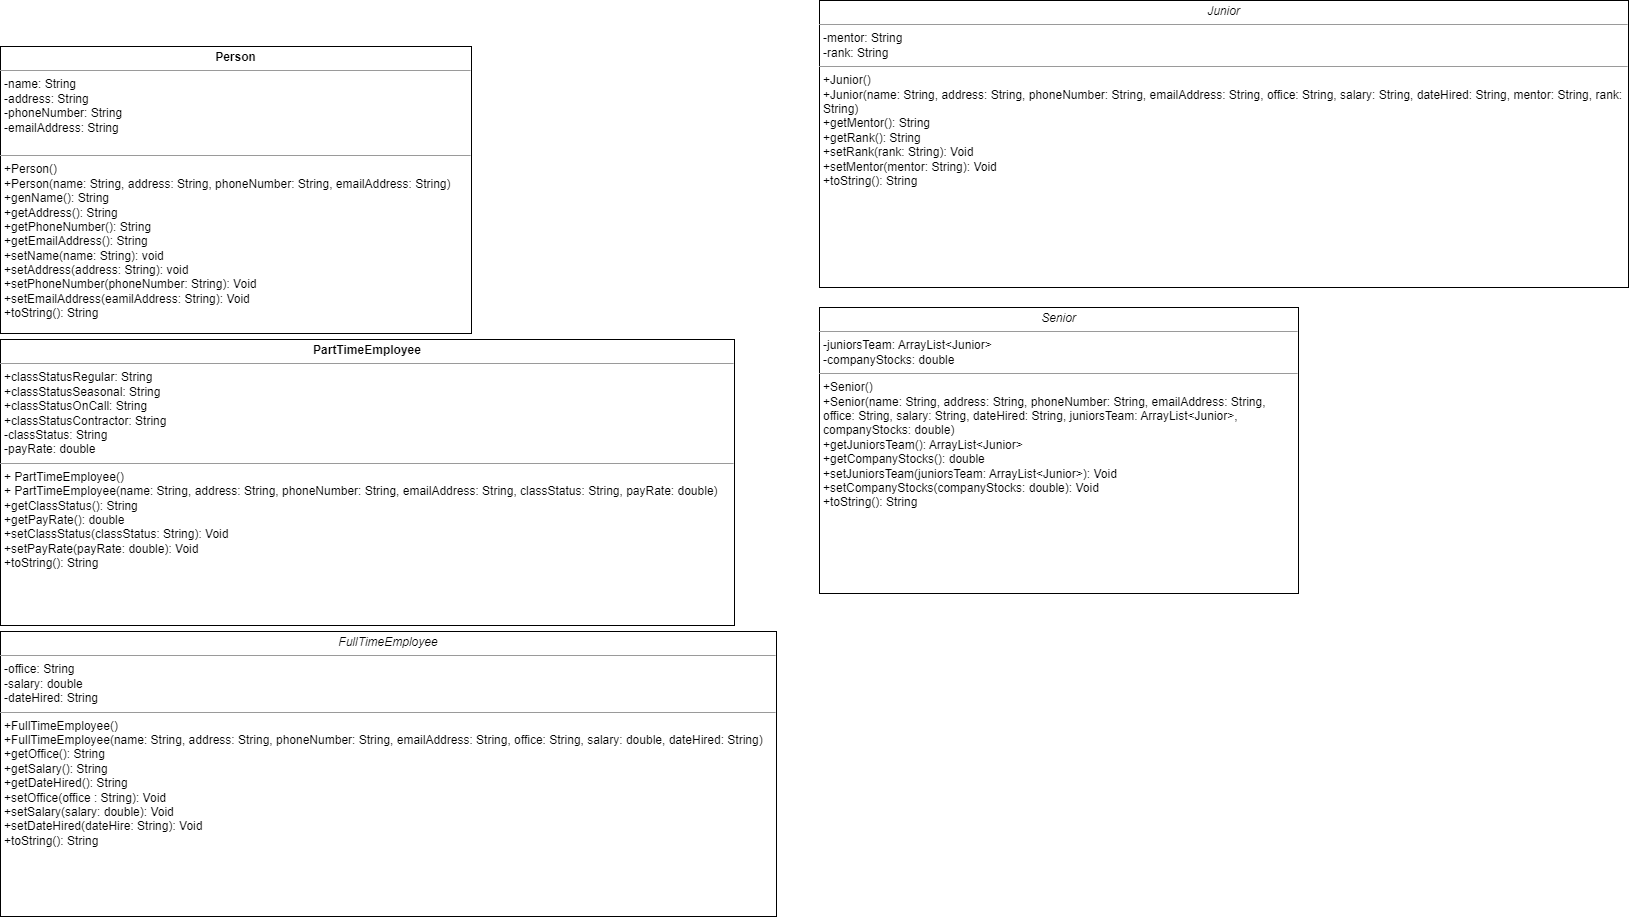 Person
-name: String
-address: String
-phoneNumber: String
-emailAddress: String
+Person()
+Person(name: String, address: String, phoneNumber: String, emailAddress: String)
+genName(): String
+getAddress(): String
+getPhoneNumber(): String
+getEmailAddress(): String
+setName(name: String): void
+setAddress(address: String): void
+setPhoneNumber(phoneNumber: String): Void
+setEmailAddress(eamilAddress: String): Void
+toString(): String
PartTimeEmployee
+classStatusRegular: String
+classStatusSeasonal: String
+classStatusOnCall: String
+classStatusContractor: String
-classStatus: String
-payRate: double
+ PartTimeEmployee()
+ PartTimeEmployee(name: String, address: String, phoneNumber: String, emailAddress: String, classStatus: String, payRate: double)
+getClassStatus(): String
+getPayRate(): double
+setClassStatus(classStatus: String): Void
+setPayRate(payRate: double): Void
+toString(): String
FullTimeEmployee
-office: String
-salary: double
-dateHired: String
+FullTimeEmployee()
+FullTimeEmployee(name: String, address: String, phoneNumber: String, emailAddress: String, office: String, salary: double, dateHired: String)
+getOffice(): String
+getSalary(): String
+getDateHired(): String
+setOffice(office : String): Void
+setSalary(salary: double): Void
+setDateHired(dateHire: String): Void
+toString(): String
Junior
-mentor: String
-rank: String
+Junior()
+Junior(name: String, address: String, phoneNumber: String, emailAddress: String, office: String, salary: String, dateHired: String, mentor: String, rank:
String)
+getMentor(): String
+getRank(): String
+setRank(rank: String): Void
+setMentor(mentor: String): Void
+toString(): String
Senior
-juniorsTeam: ArrayList<Junior>
-companyStocks: double
+Senior()
+Senior(name: String, address: String, phoneNumber: String, emailAddress: String,
office: String, salary: String, dateHired: String, juniorsTeam: ArrayList<Junior>,
companyStocks: double)
+getJuniorsTeam(): ArrayList<Junior>
+getCompanyStocks(): double
+setJuniorsTeam(juniorsTeam: ArrayList<Junior>): Void
+setCompanyStocks(companyStocks: double): Void
+toString(): String